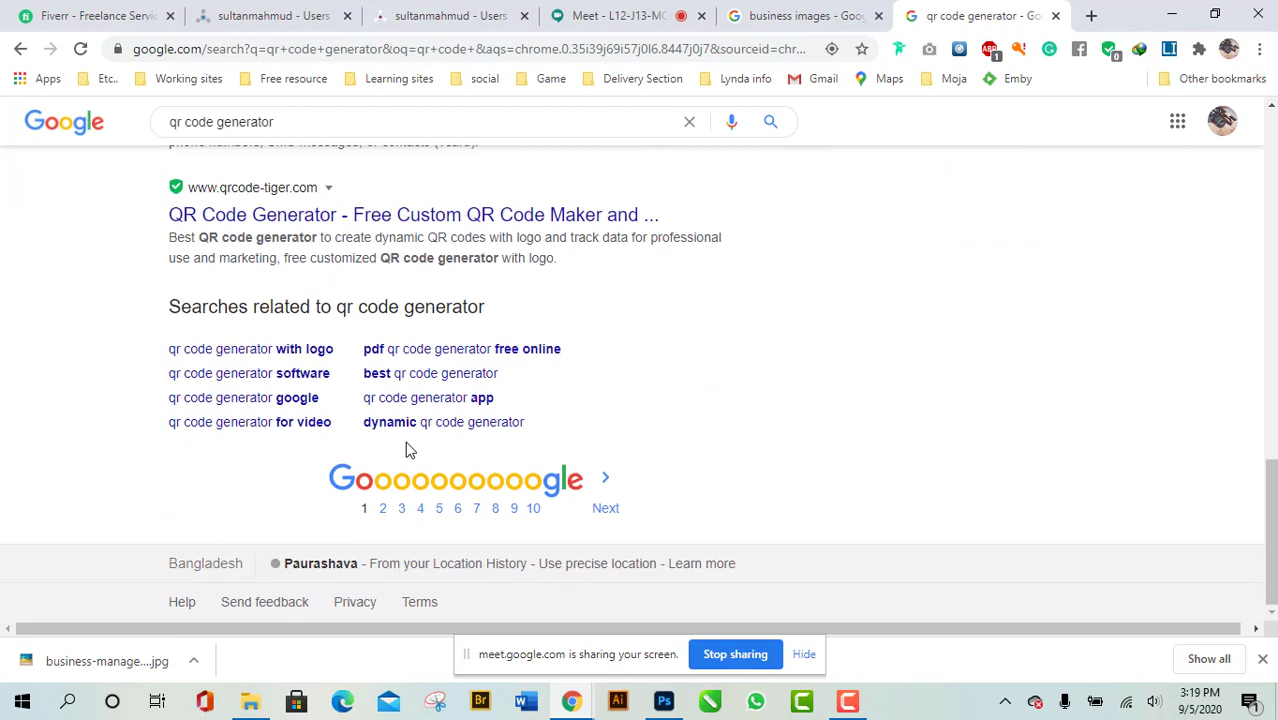 Fiverr - Freelance Servic
sultanmahmud - Users
sultanmahmud - Users
Meet - L12-J13-MC
business images - Goog
qr code generator - Goo
google.com/search?q=qr+code+generator&oq=qr+code+&aqs=chrome.0.35i39j69i57j0l6.8447j0j7&sourceid=chr...
1
0
Apps
Etc..
Working sites
Free resource
Learning sites
social
Game
Delivery Section
Lynda info
Gmail
Maps
Moja
Emby
Other bookmarks
Google
qr code generator
www.qrcode-tiger.com
QR Code Generator - Free Custom QR Code Maker and ...
Best QR code generator to create dynamic QR codes with logo and track data for professional
use and marketing, free customized QR code generator with logo.
Searches related to qr code generator
qr code generator with logo
pdf qr code generator free online
qr code generator software
best qr code generator
qr code generator google
qr code generator app
qr code generator for video
dynamic qr code generator
Goooooooooogle
1 2 3 4 5 6 7 8 9 10 Next
Bangladesh
Paurashava - From your Location History - Use precise location - Learn more
Help Send feedback Privacy Terms
business-manage....jpg
meet.google.com is sharing your screen.
Stop sharing
Hide
Show all
3:19 PM
9/5/2020